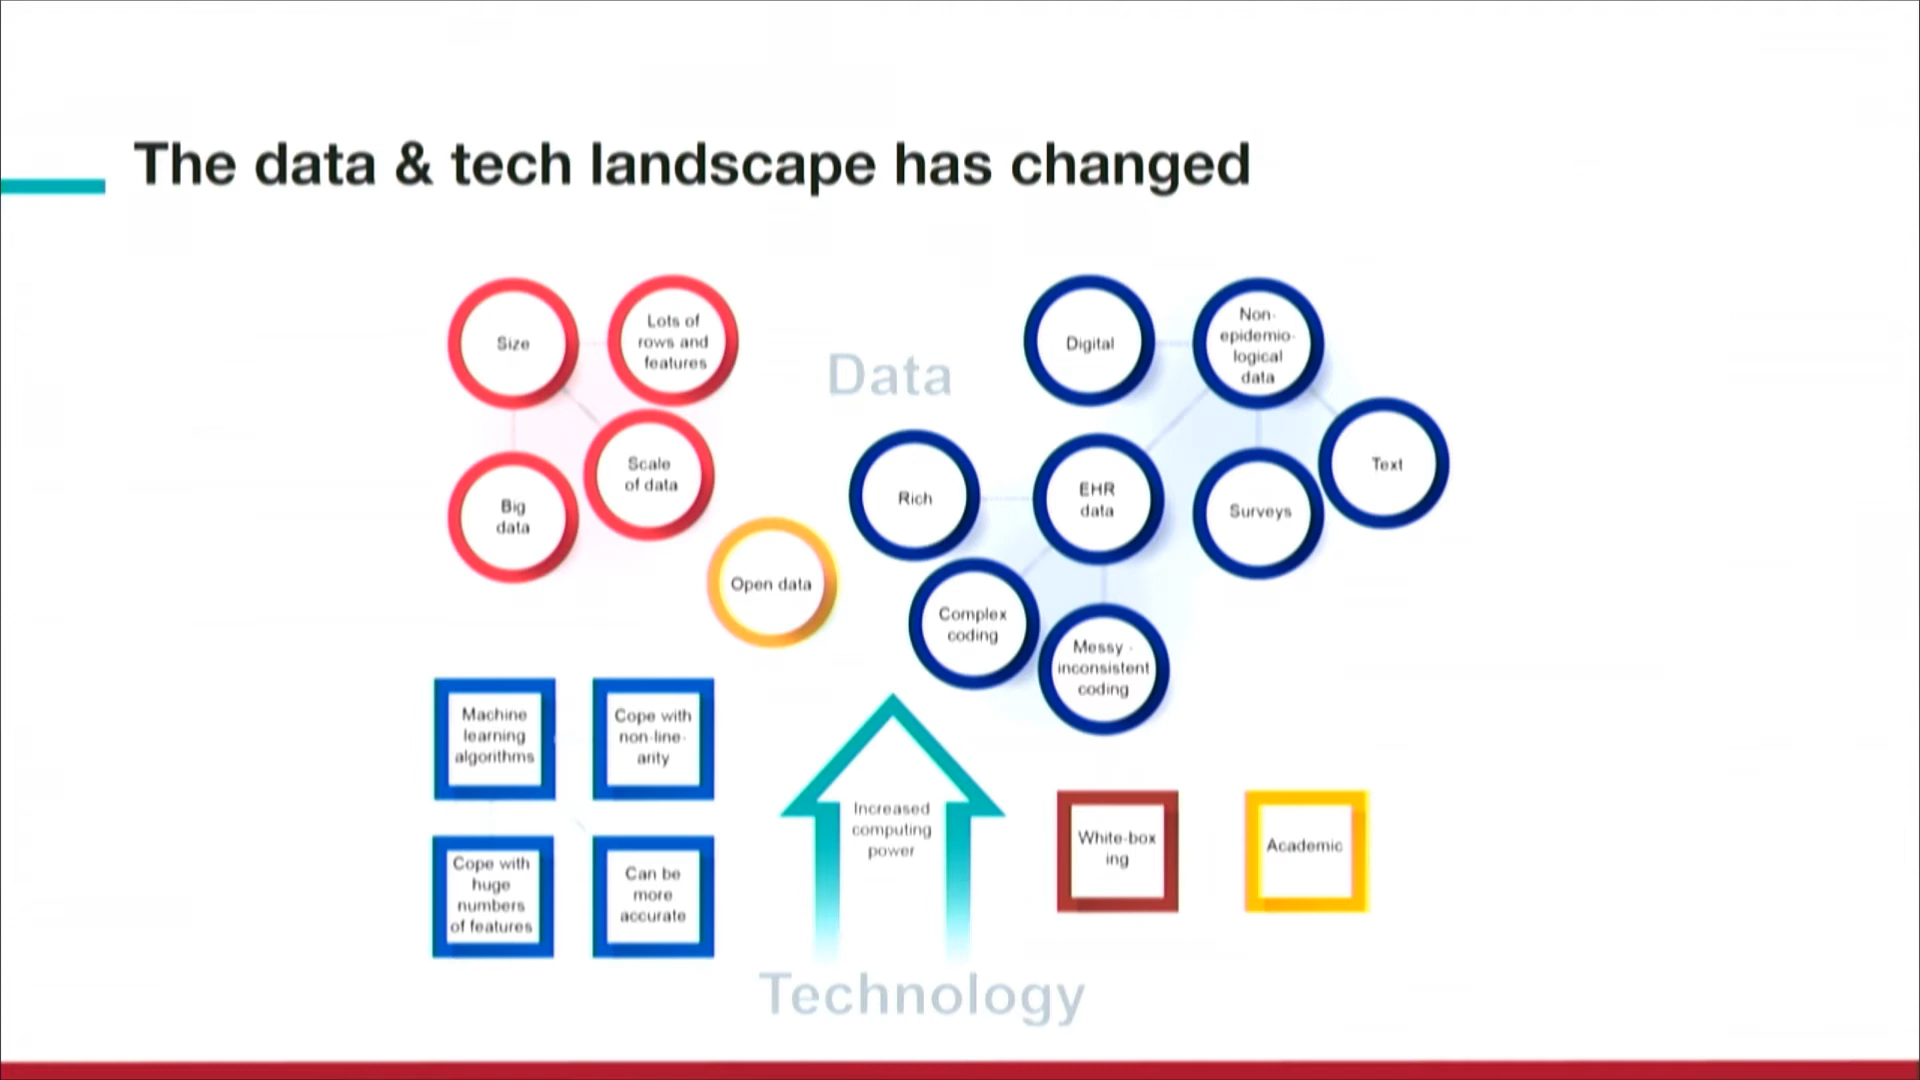 The data & tech landscape has changed
Size
Lots of
rows and
features
Big
data
Scale
of data
Open data
Data
Digital
Non-
epidemio-
logical
data
Text
Rich
EHR
data
Surveys
Complex
coding
Messy -
inconsistent
coding
Machine
learning
algorithms
Cope with
non-line-
arity
Cope with
huge
numbers
of features
Can be
more
accurate
Increased
computing
power
White-box
ing
Academic
Technology